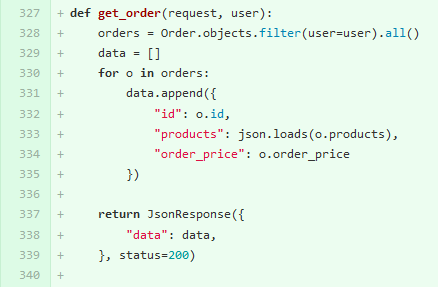 327 + def get_order(request, user):
328 +     orders = Order.objects.filter(user=user).all()
329 +     data = []
330 +     for o in orders:
331 +         data.append({
332 +             "id": o.id,
333 +             "products": json.loads(o.products),
334 +             "order_price": o.order_price
335 +         })
336 +
337 +     return JsonResponse({
338 +         "data": data,
339 +     }, status=200)
340 +